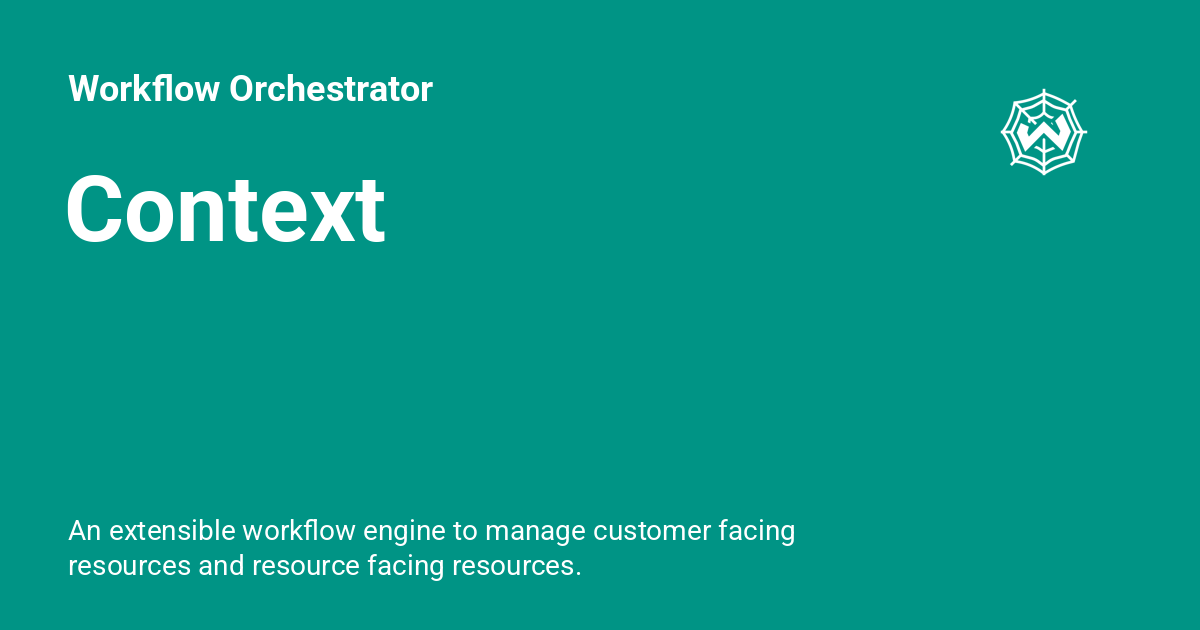 Workflow Orchestrator
Context
W
An extensible workflow engine to manage customer facing
resources and resource facing resources.